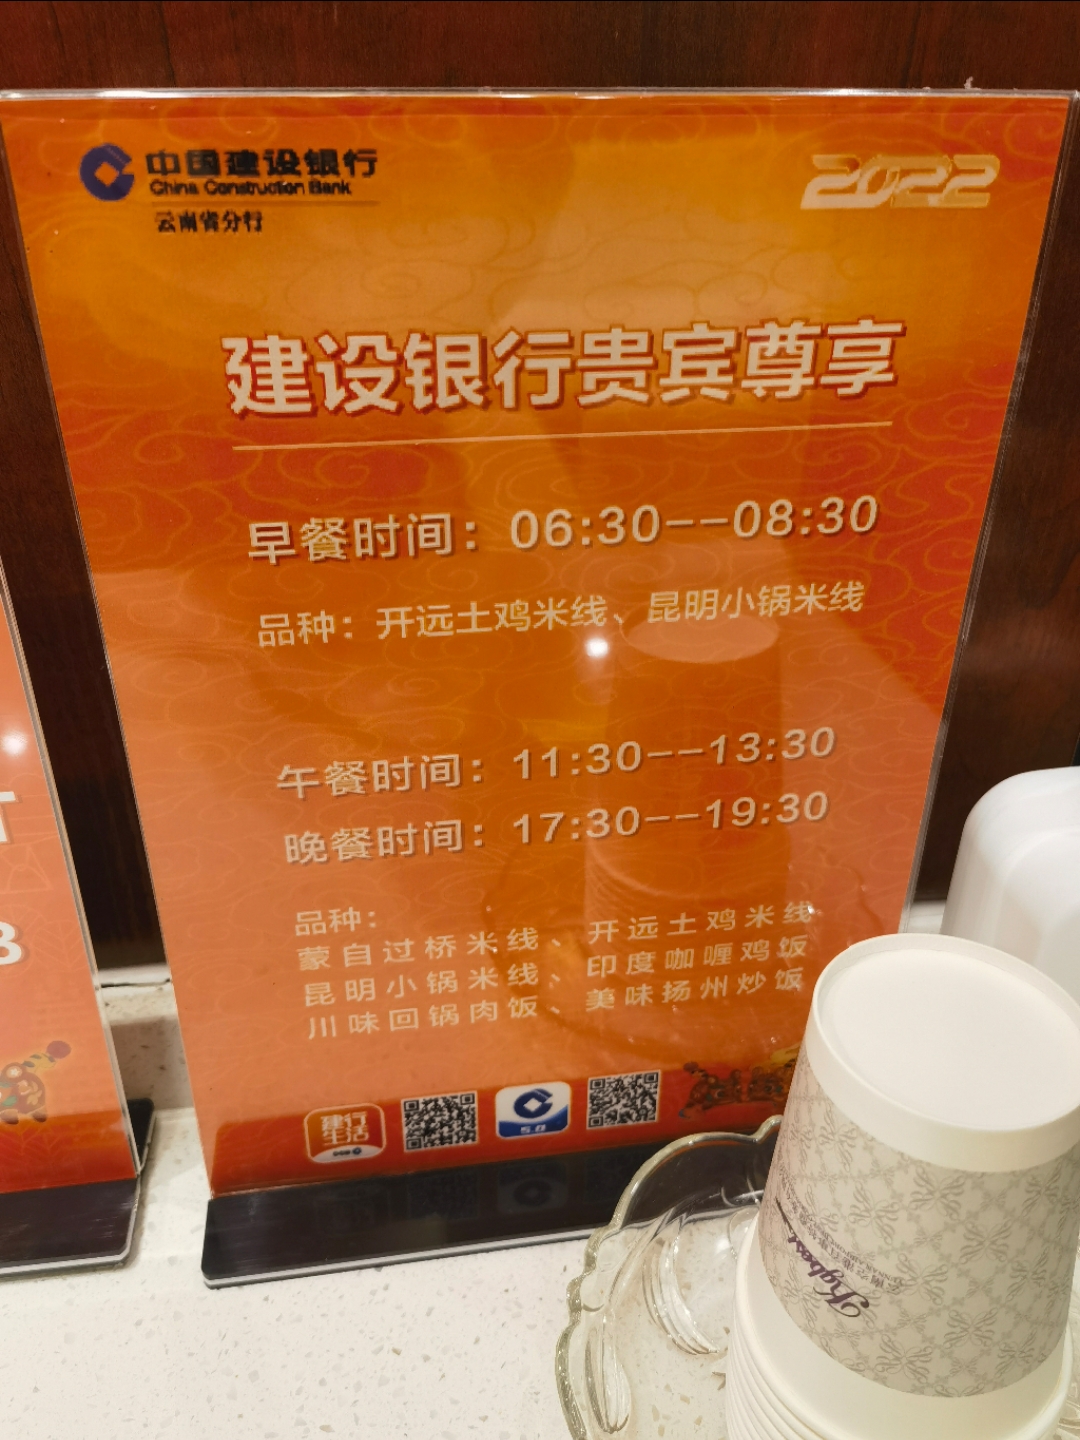 中国建设银行
China Construction Bank
云南省分行
2022
建设银行贵宾尊享
早餐时间：06:30--08:30
品种：开远土鸡米线、昆明小锅米线
午餐时间：11:30--13:30
晚餐时间：17:30--19:30
品种：
蒙自过桥米线、开远土鸡米线
昆明小锅米线、印度咖喱鸡饭
川味回锅肉饭、美味扬州炒饭
建行
生活
5.0
T
3